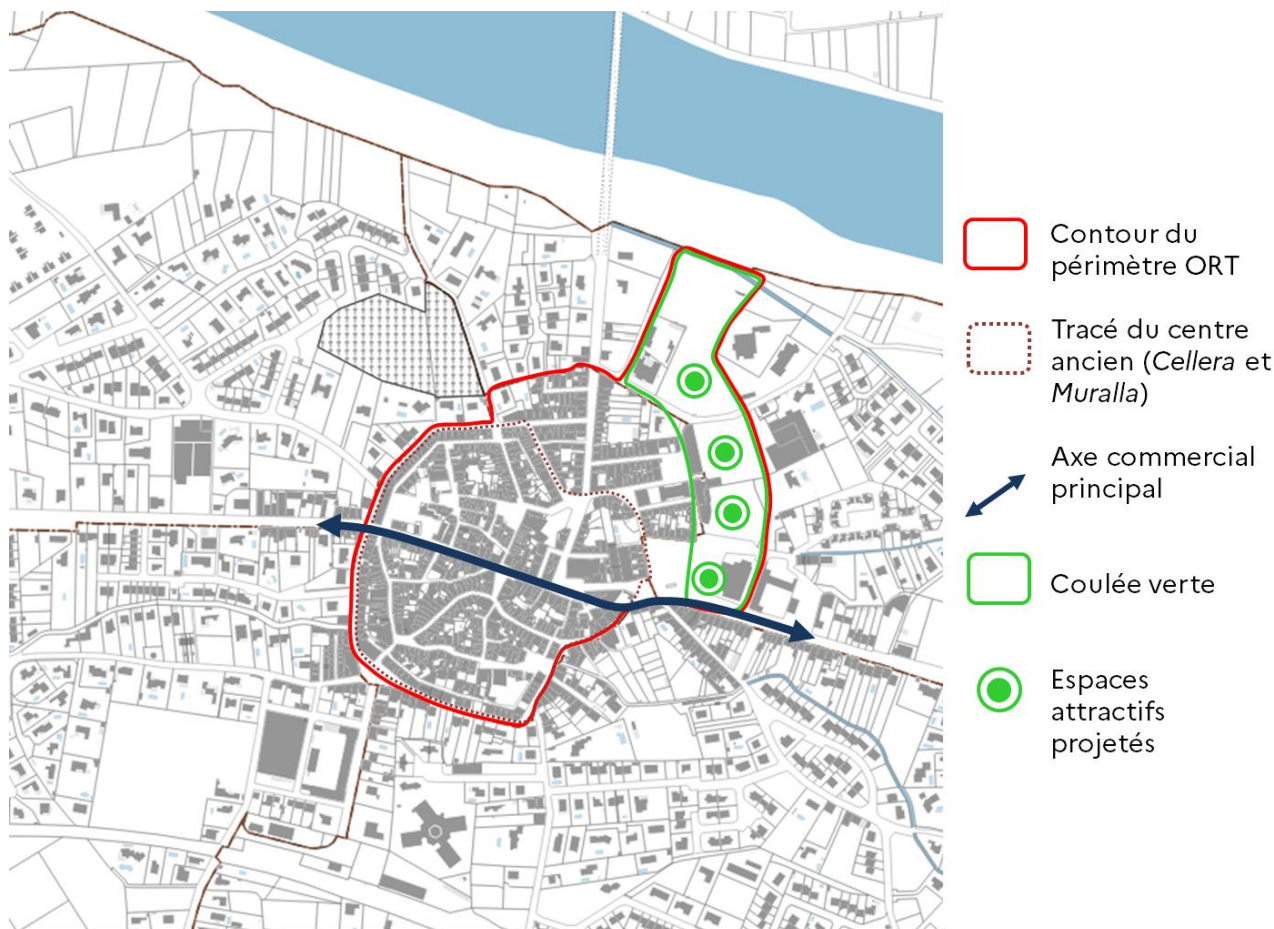 Contour du
périmètre ORT
Tracé du centre
ancien (Cellera et
Muralla)
Axe commercial
principal
Coulée verte
Espaces
attractifs
projetés